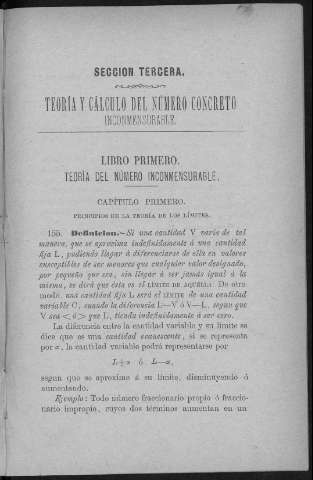 SECCION TERCERA.
TEORÍA Y CÁLCULO DEL NÚMERO CONCRETO
INCONMENSURABLE.
LIBRO PRIMERO.
TEORÍA DEL NÚMERO INCONMENSURABLE.
CAPÍTULO PRIMERO.
PRINCIPIOS DE LA TEORÍA DE LOS LÍMITES.
155. Definicion.—Si una cantidad V varía de tal
manera, que se aproxima indefinidamente á una cantidad
fija L, pudiendo llegar á diferenciarse de ella en valores
susceptibles de ser menores que cualquier valor designado,
por pequeño que sea, sin llegar á ser jamás igual á la
misma, se dirá que esta es el LÍMITE DE AQUÉLLA. De otro
modo, una cantidad fija L será el LÍMITE de una cantidad
variable V, cuando la diferencia L—V ó V—L, segun que
V sea < ó > que L, tienda indefinidamente á ser cero.
La diferencia entre la cantidad variable y su límite se
dice que es una cantidad evanescente, si se representa
por α, la cantidad variable podrá representarse por
L+α ó L—α,
segun que se aproxima á su límite, disminuyendo ó
aumentando.
Ejemplo: Todo número fraccionario propio ó fraccio-
nario impropio, cuyos dos términos aumentan en un